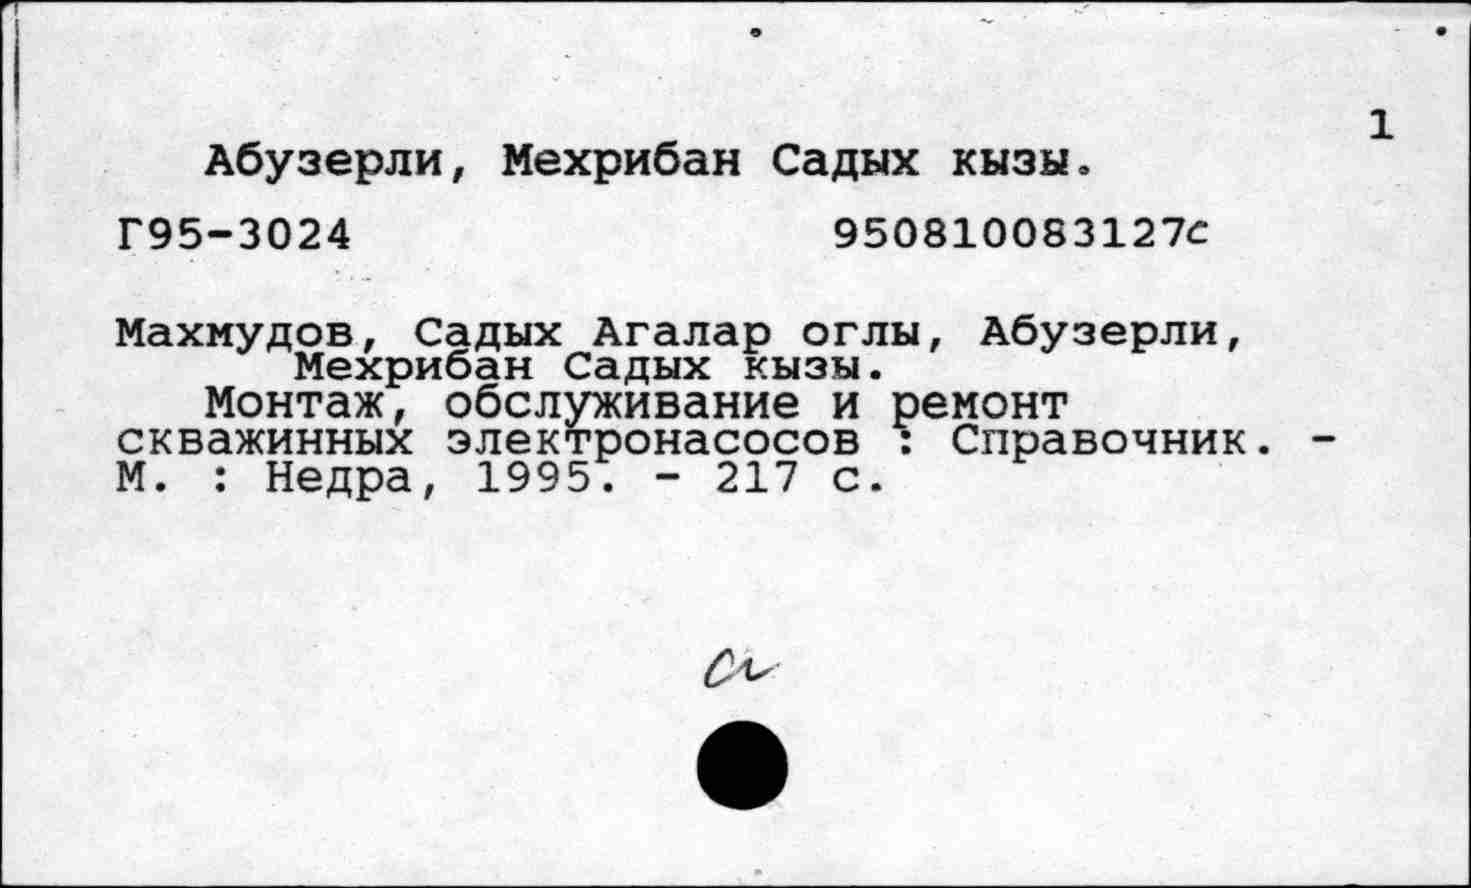 1
Абузерли, Мехрибан Садых кызы.
Г95-3024 950810083127с
Махмудов, Садых Агалар оглы, Абузерли,
Мехрибан Садых кызы.
Монтаж, обслуживание и ремонт
скважинных электронасосов : Справочник. -
М. : Недра, 1995. - 217 с.